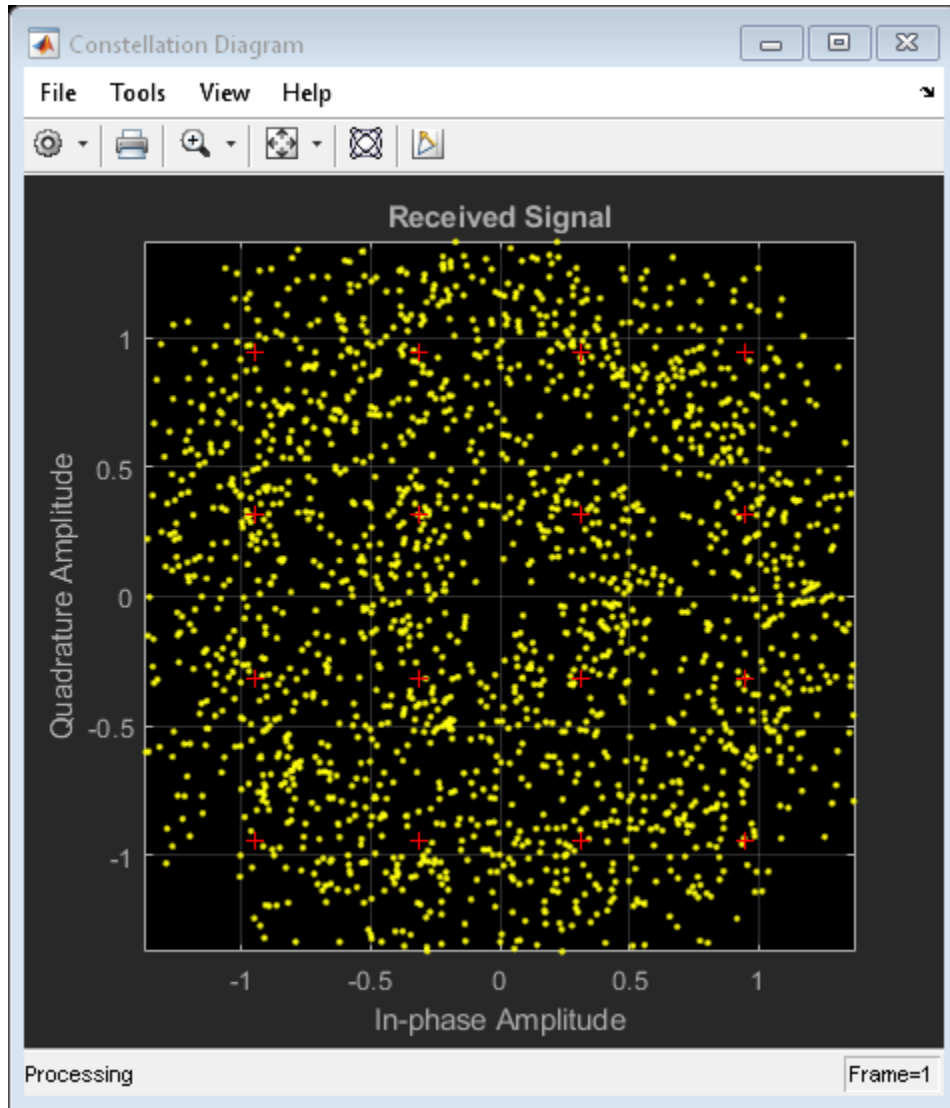 Constellation Diagram
File Tools View Help
Received Signal
1
0.5
0
-0.5
-1
Quadrature Amplitude
-1 -0.5 0 0.5 1
In-phase Amplitude
Processing Frame=1